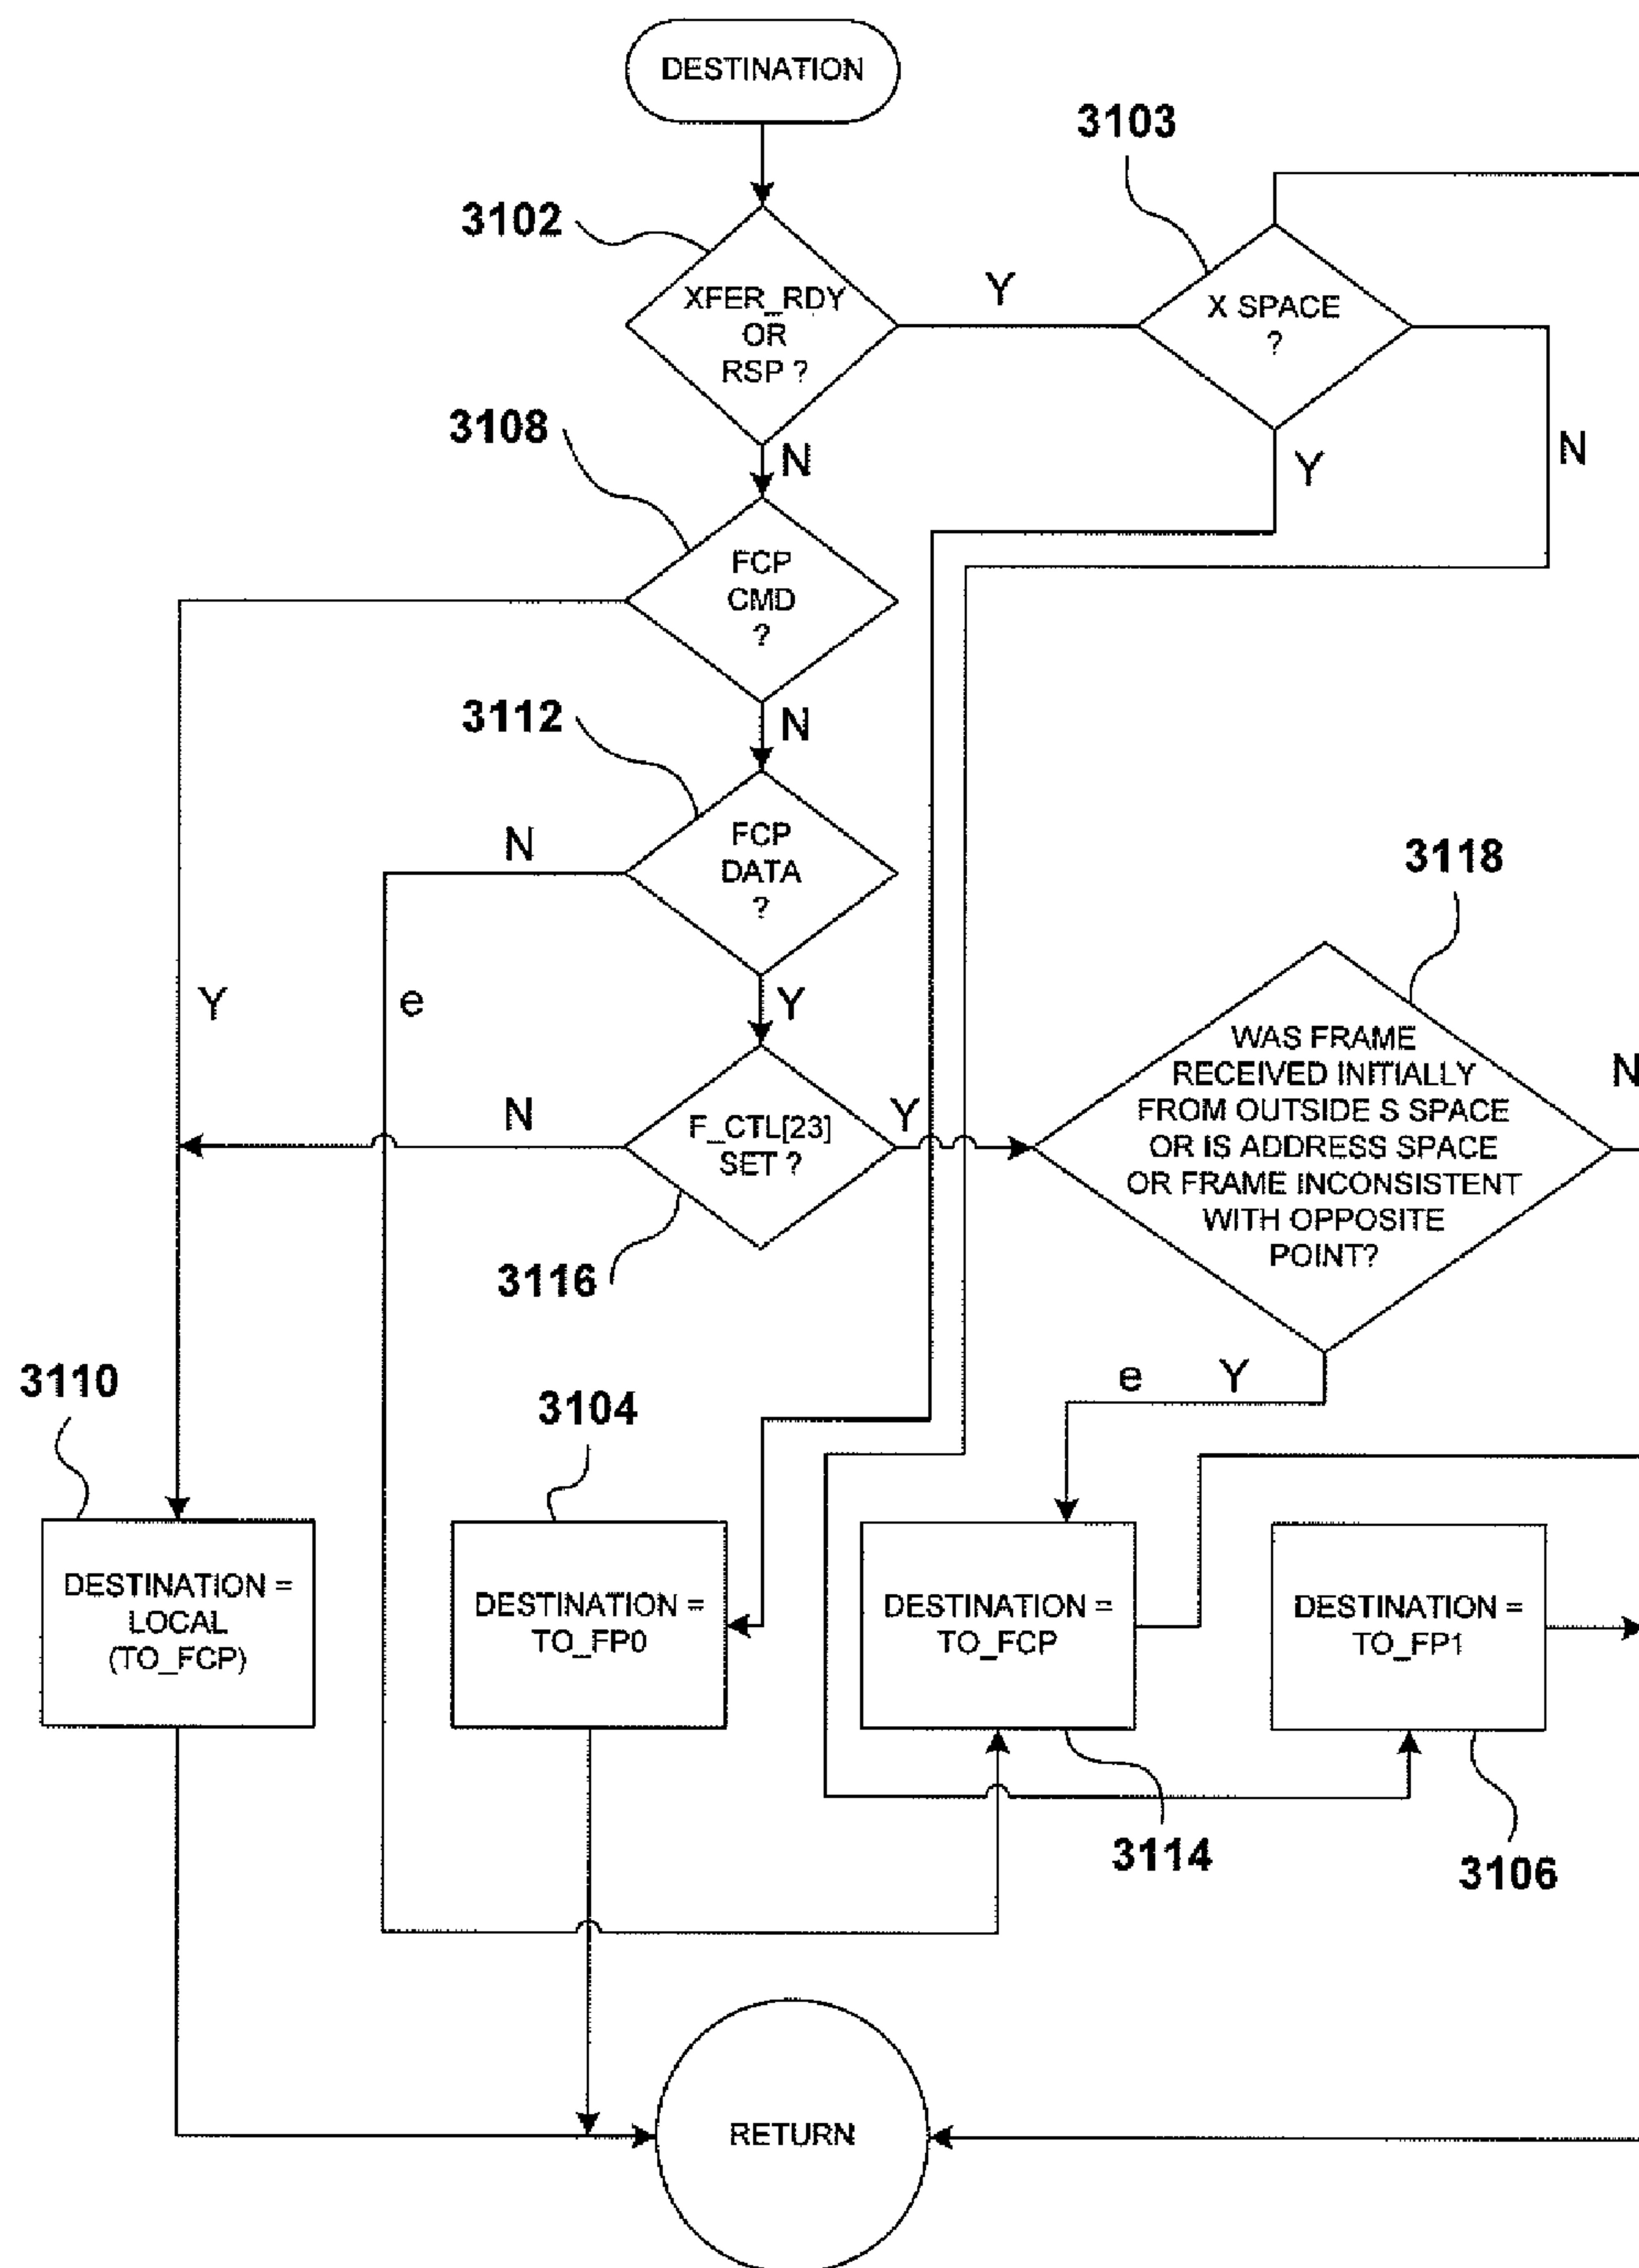 DESTINATION
3103
3102
XFER_RDY
OR
RSP ?
Y
X SPACE
?
3108
N
Y
N
FCP
CMD
?
3112
N
N
FCP
DATA
?
3118
Y
e
Y
WAS FRAME
RECEIVED INITIALLY
FROM OUTSIDE S SPACE
OR IS ADDRESS SPACE
OR FRAME INCONSISTENT
WITH OPPOSITE
POINT?
N
N
F_CTL[23]
SET ?
Y
3116
3110
3104
e
Y
DESTINATION =
LOCAL
(TO_FCP)
DESTINATION =
TO_FP0
DESTINATION =
TO_FCP
DESTINATION =
TO_FP1
3114
3106
RETURN